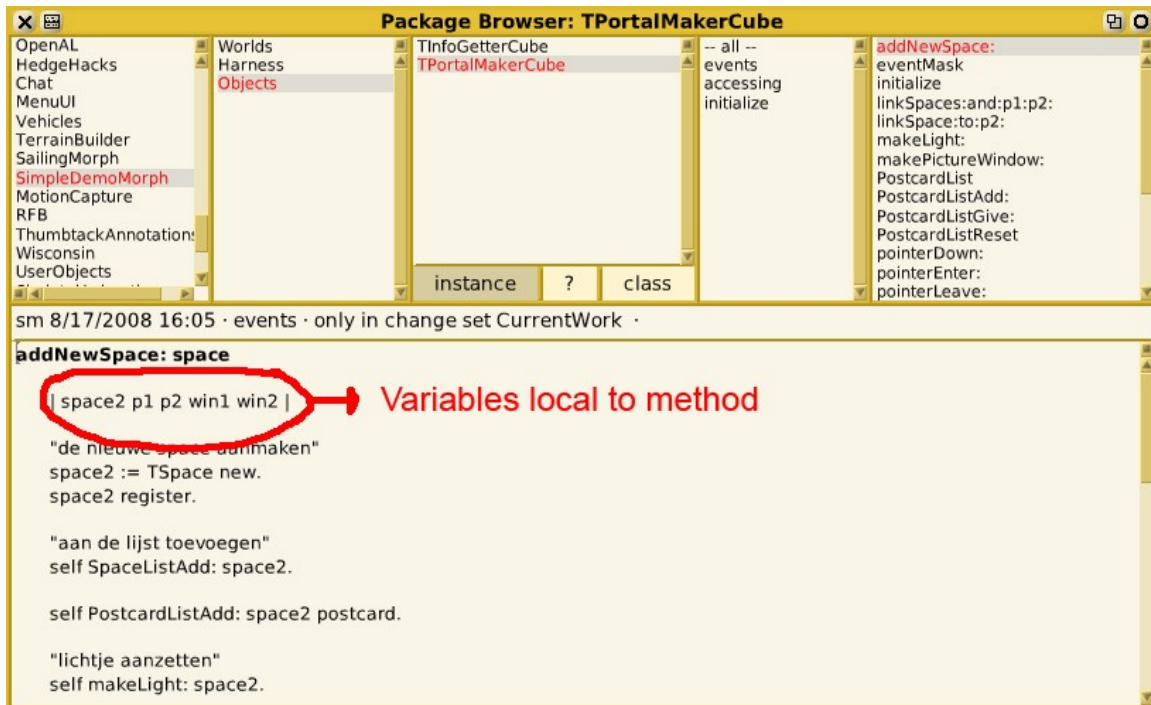 Package Browser: TPortalMakerCube
OpenAL
HedgeHacks
Chat
MenuUI
Vehicles
TerrainBuilder
SailingMorph
SimpleDemoMorph
MotionCapture
RFB
ThumbtackAnnotation
Wisconsin
UserObjects
Worlds
Harness
Objects
TInfoGetterCube
TPortalMakerCube
instance ? class
-- all --
events
accessing
initialize
addNewSpace:
eventMask
initialize
linkSpaces:and:p1:p2:
linkSpace:to:p2:
makeLight:
makePictureWindow:
PostcardList
PostcardListAdd:
PostcardListGive:
PostcardListReset
pointerDown:
pointerEnter:
pointerLeave:
sm 8/17/2008 16:05 · events · only in change set CurrentWork ·
addNewSpace: space
| space2 p1 p2 win1 win2 |
Variables local to method
"de nieuwe space aanmaken"
space2 := TSpace new.
space2 register.
"aan de lijst toevoegen"
self SpaceListAdd: space2.
self PostcardListAdd: space2 postcard.
"lichtje aanzetten"
self makeLight: space2.